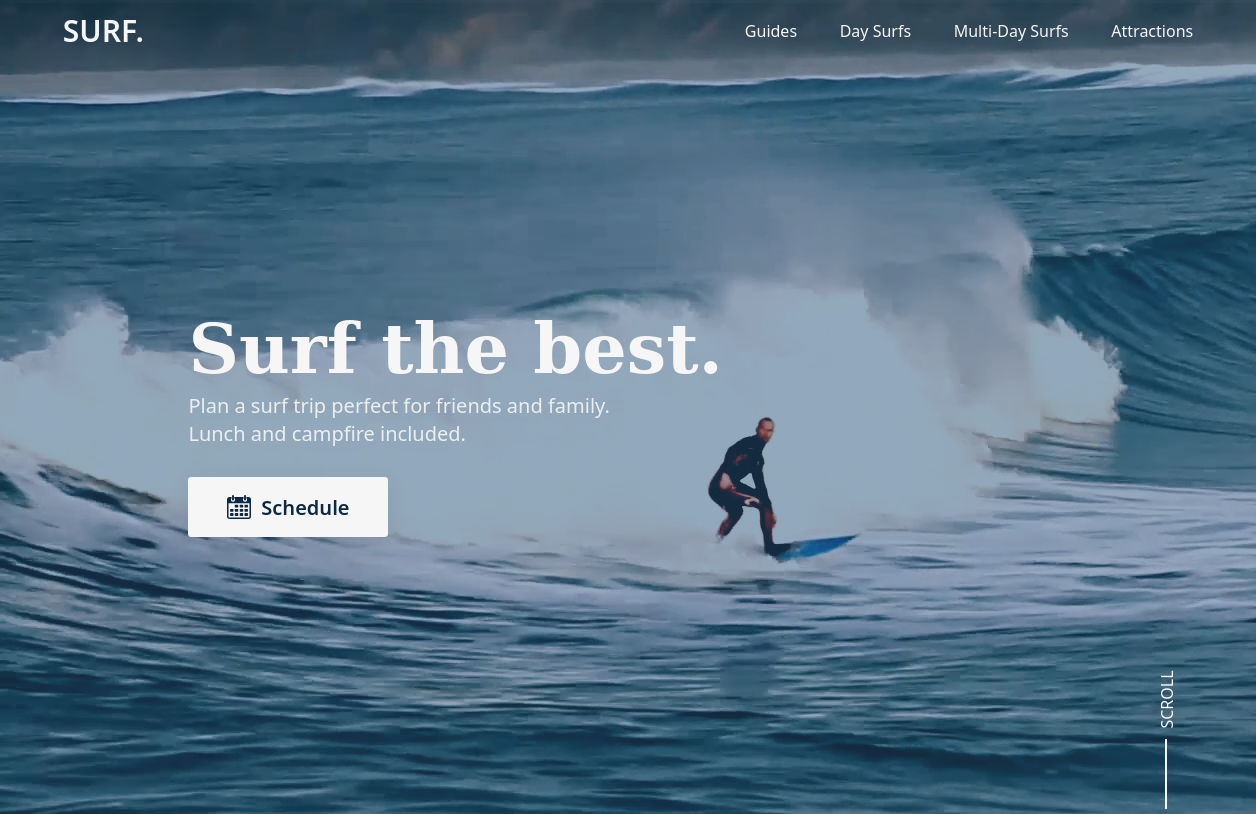 SURF.
Guides
Day Surfs
Multi-Day Surfs
Attractions
Surf the best.
Plan a surf trip perfect for friends and family.
Lunch and campfire included.
Schedule
SCROLL